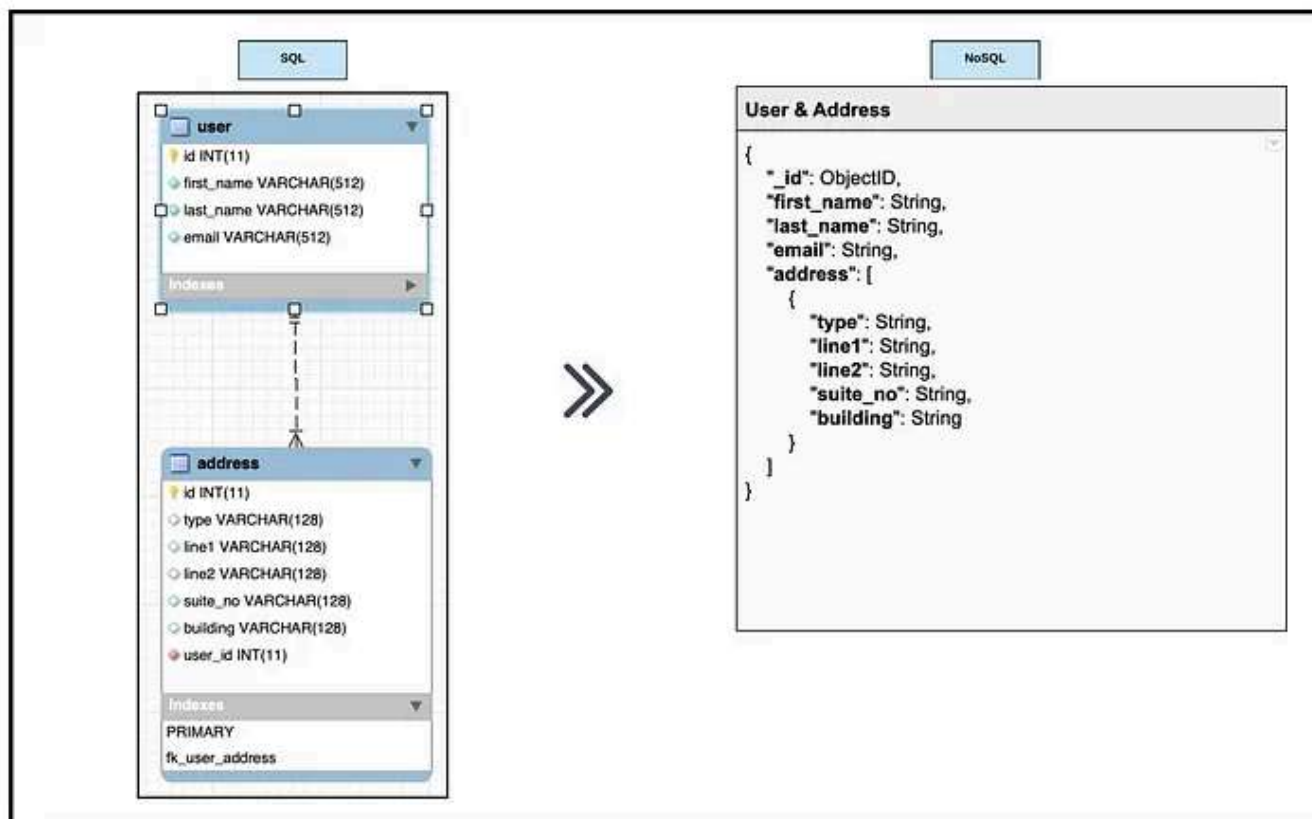 SQL
user
id INT(11)
first_name VARCHAR(512)
last_name VARCHAR(512)
email VARCHAR(512)
Indexes
address
id INT(11)
type VARCHAR(128)
line1 VARCHAR(128)
line2 VARCHAR(128)
suite_no VARCHAR(128)
building VARCHAR(128)
user_id INT(11)
Indexes
PRIMARY
fk_user_address
NoSQL
User & Address
{
"_id": ObjectID,
"first_name": String,
"last_name": String,
"email": String,
"address": [
{
"type": String,
"line1": String,
"line2": String,
"suite_no": String,
"building": String
}
]
}